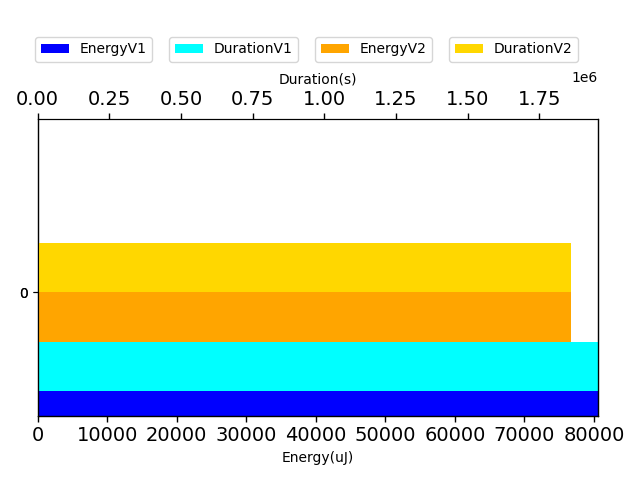 EnergyV1 DurationV1 EnergyV2 DurationV2
Duration(s)
1e6
0.00 0.25 0.50 0.75 1.00 1.25 1.50 1.75
0
0 10000 20000 30000 40000 50000 60000 70000 80000
Energy(uJ)